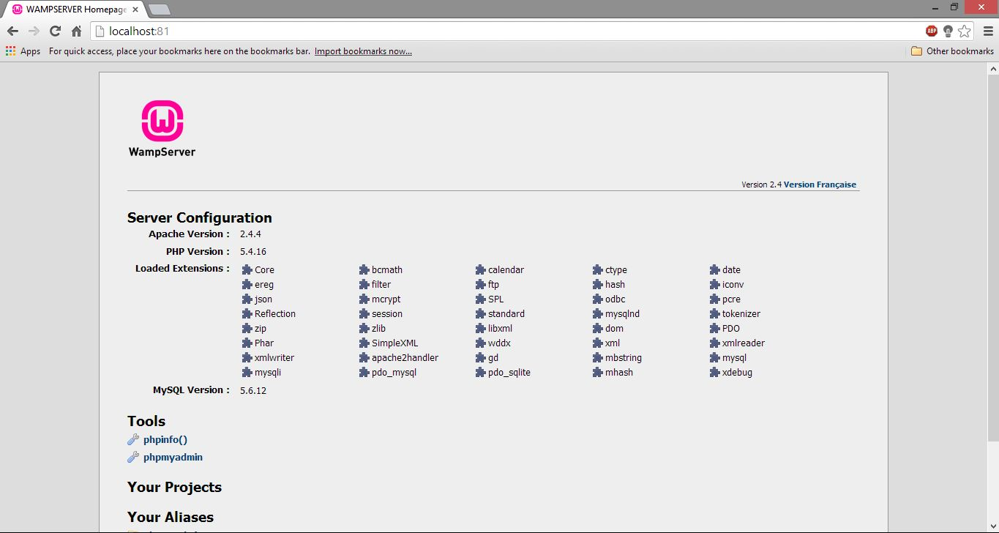 WAMPSERVER Homepage
localhost:81
ABP
Apps For quick access, place your bookmarks here on the bookmarks bar. Import bookmarks now... Other bookmarks
W
WampServer
Version 2.4 Version Française
Server Configuration
Apache Version : 2.4.4
PHP Version : 5.4.16
Loaded Extensions : Core bcmath calendar ctype date
ereg filter ftp hash iconv
json mcrypt SPL odbc pcre
Reflection session standard mysqlnd tokenizer
zip zlib libxml dom PDO
Phar SimpleXML wddx xml xmlreader
xmlwriter apache2handler gd mbstring mysql
mysqli pdo_mysql pdo_sqlite mhash xdebug
MySQL Version : 5.6.12
Tools
phpinfo()
phpmyadmin
Your Projects
Your Aliases